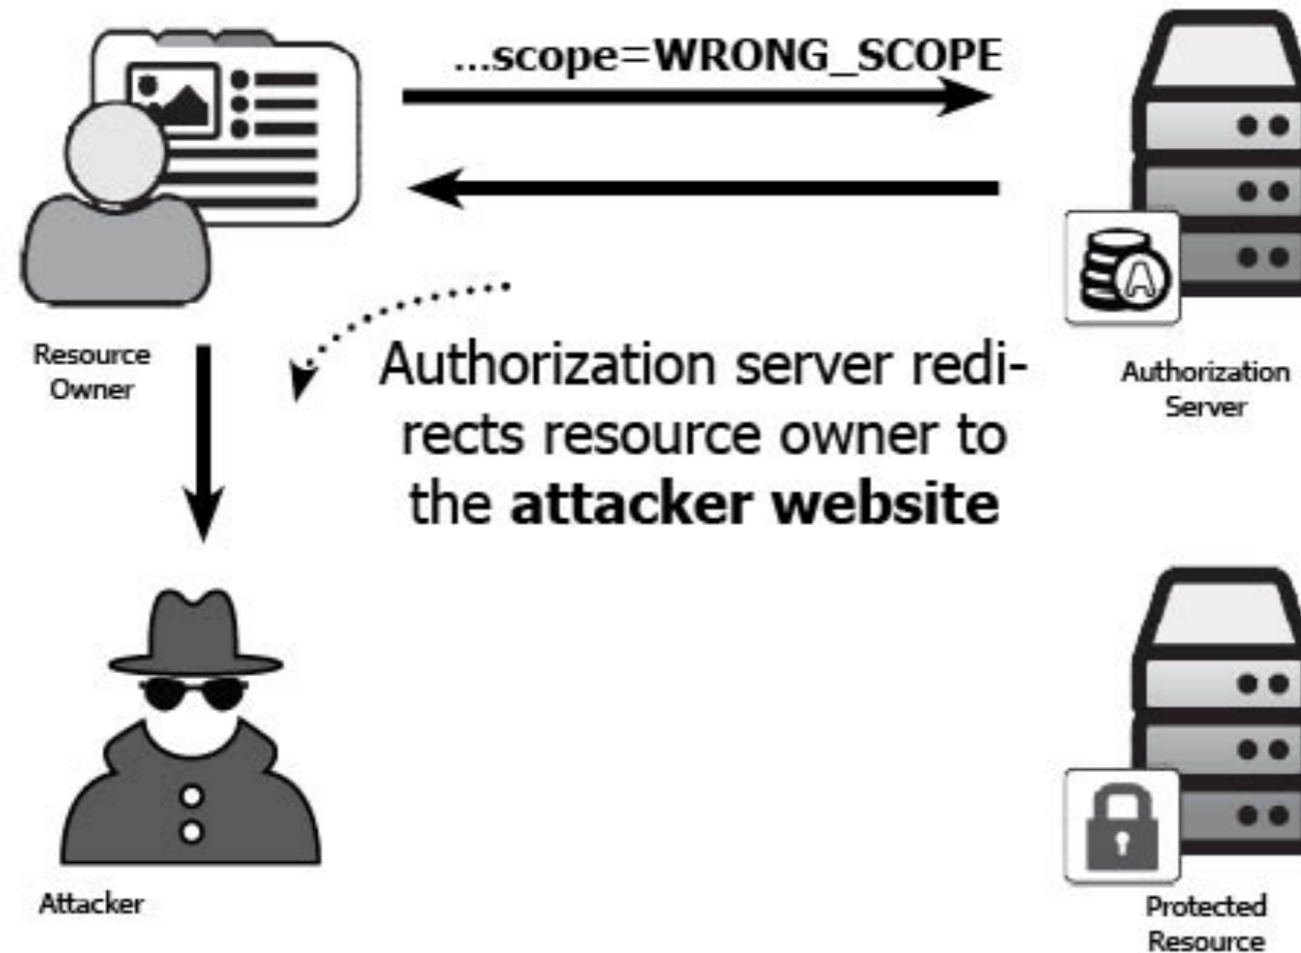 ...scope=WRONG_SCOPE
Resource
Owner
Authorization server redi-
rects resource owner to
the attacker website
A
Authorization
Server
Attacker
Protected
Resource